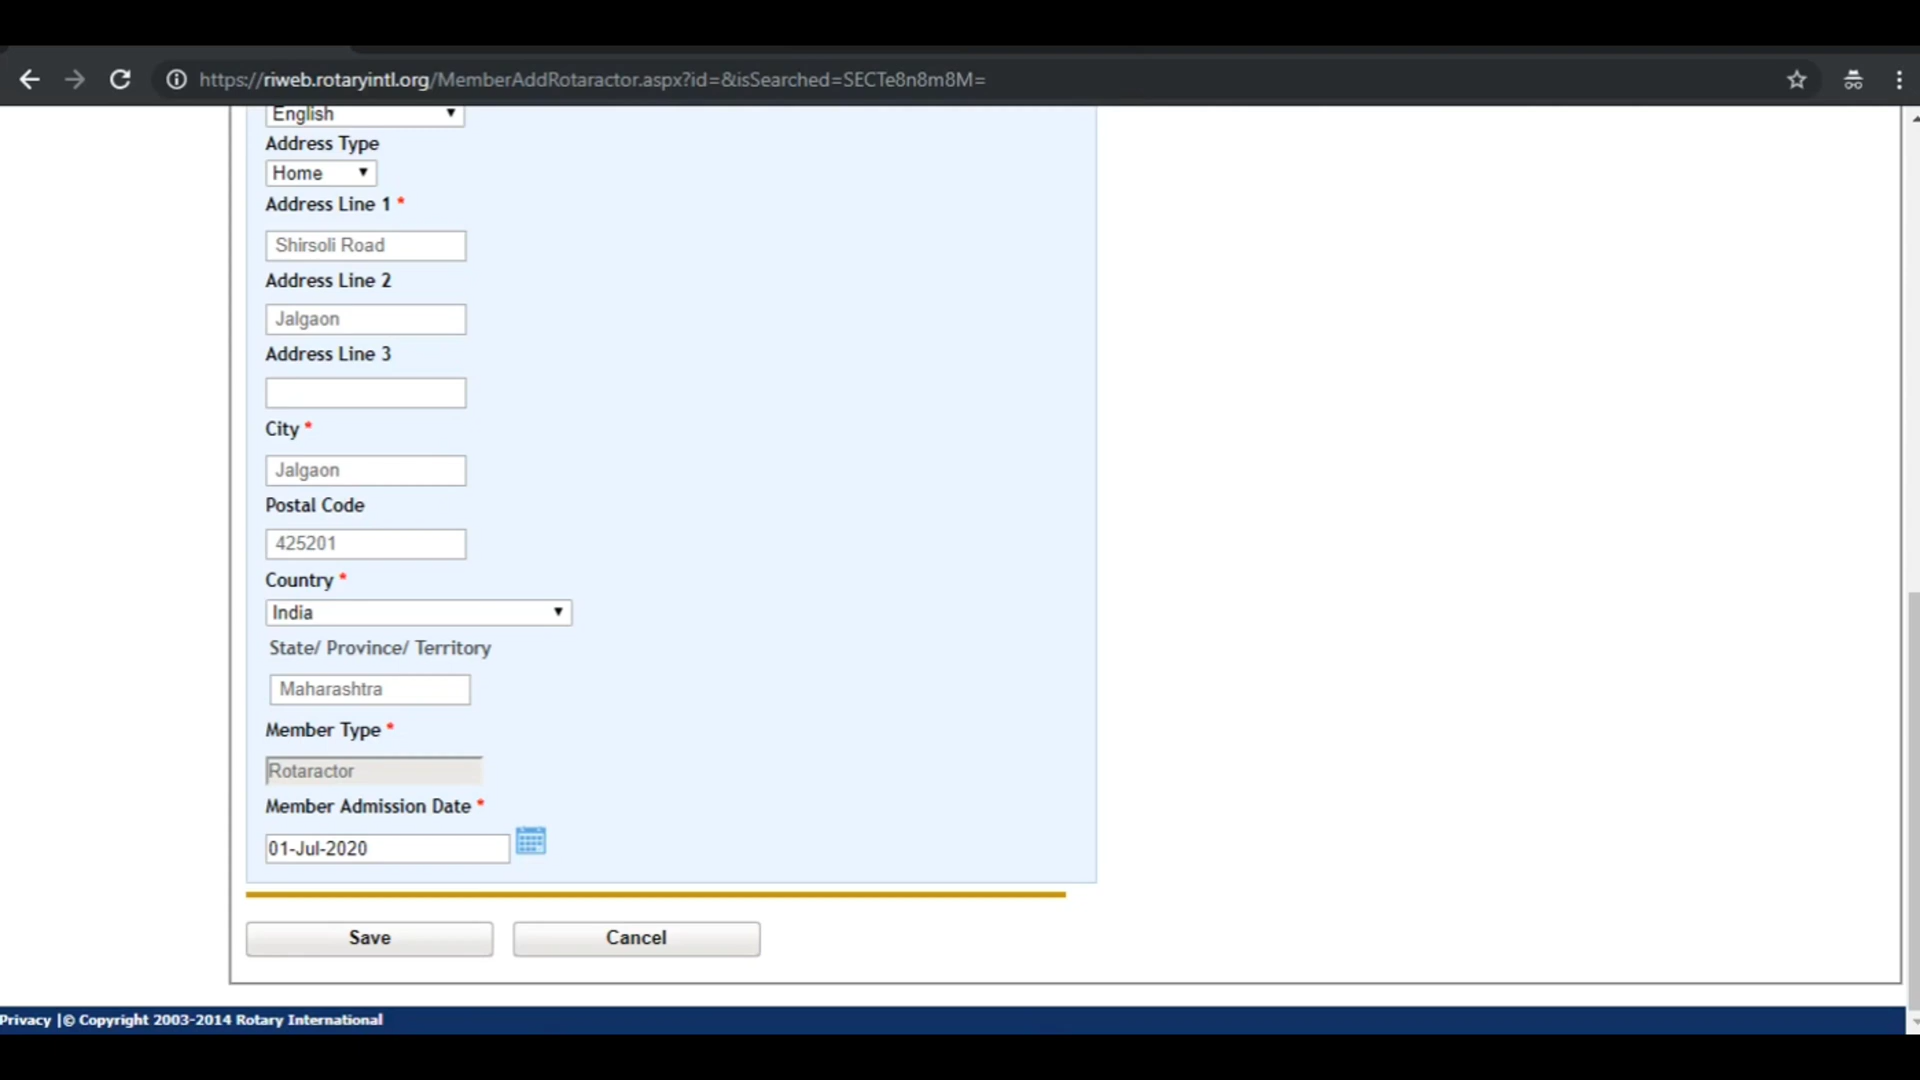 https://riweb.rotaryintl.org/MemberAddRotaractor.aspx?id=&isSearched=SECTe8n8m8M=
English
Address Type
Home
Address Line 1 *
Shirsoli Road
Address Line 2
Jalgaon
Address Line 3
City *
Jalgaon
Postal Code
425201
Country *
India
State/ Province/ Territory
Maharashtra
Member Type *
Rotaractor
Member Admission Date *
01-Jul-2020
Save Cancel
Privacy |© Copyright 2003-2014 Rotary International